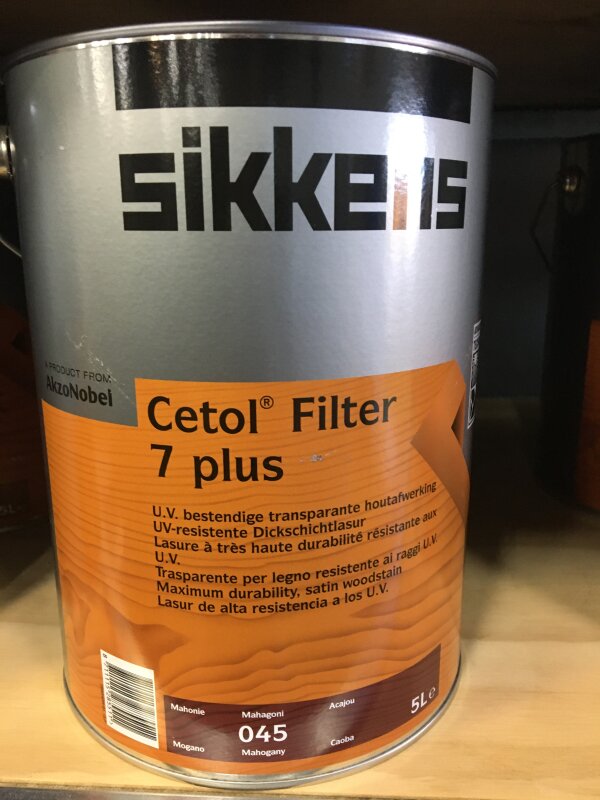 sikkens
A PRODUCT FROM
AkzoNobel
Cetol® Filter
7 plus
U.V. bestendige transparante houtafwerking
UV-resistente Dickschichtlasur
Lasure à très haute durabilité résistante aux
U.V.
Trasparente per legno resistente ai raggi U.V.
Maximum durability, satin woodstain
Lasur de alta resistencia a los U.V.
Mahonie Mahagoni Acajou
045
5L e
Mogano Mahogany Caoba